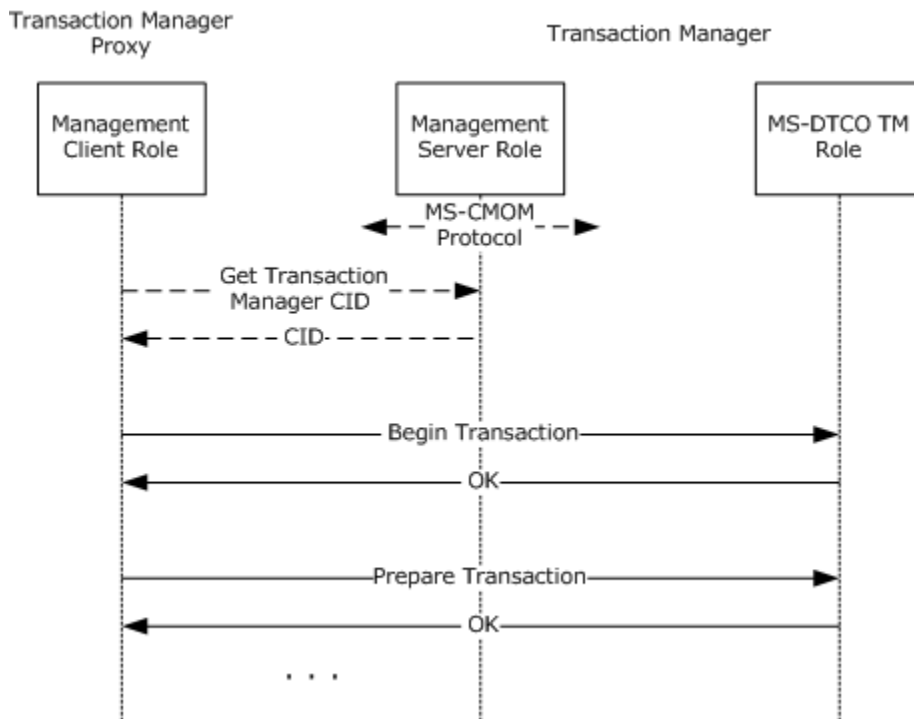 Transaction Manager
Proxy
Transaction Manager
Management
Client Role
Management
Server Role
MS-DTCO TM
Role
MS-CMOM
Protocol
Get Transaction
Manager CID
CID
Begin Transaction
OK
Prepare Transaction
OK
. . .